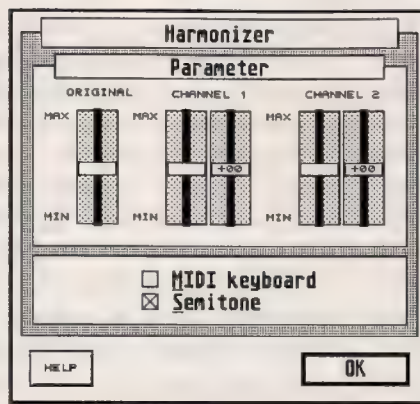 Harmonizer
Parameter
ORIGINAL CHANNEL 1 CHANNEL 2
MAX MAX MAX
+00 +00
MIN MIN MIN
MIDI keyboard
Semitone
HELP OK